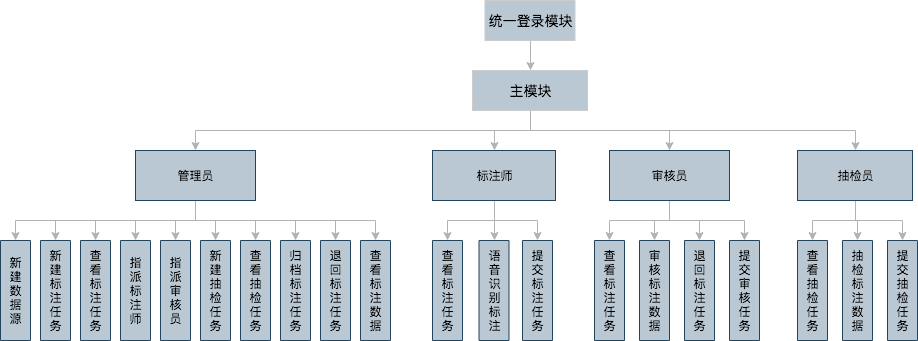 统一登录模块
主模块
管理员
标注师
审核员
抽检员
新建数据源
新建标注任务
查看标注任务
指派标注师
指派审核员
新建抽检任务
查看抽检任务
归档标注任务
退回标注任务
查看标注数据
查看标注任务
语音识别标注
提交标注任务
查看标注任务
审核标注数据
退回标注任务
提交审核任务
查看抽检任务
抽检标注数据
提交抽检任务